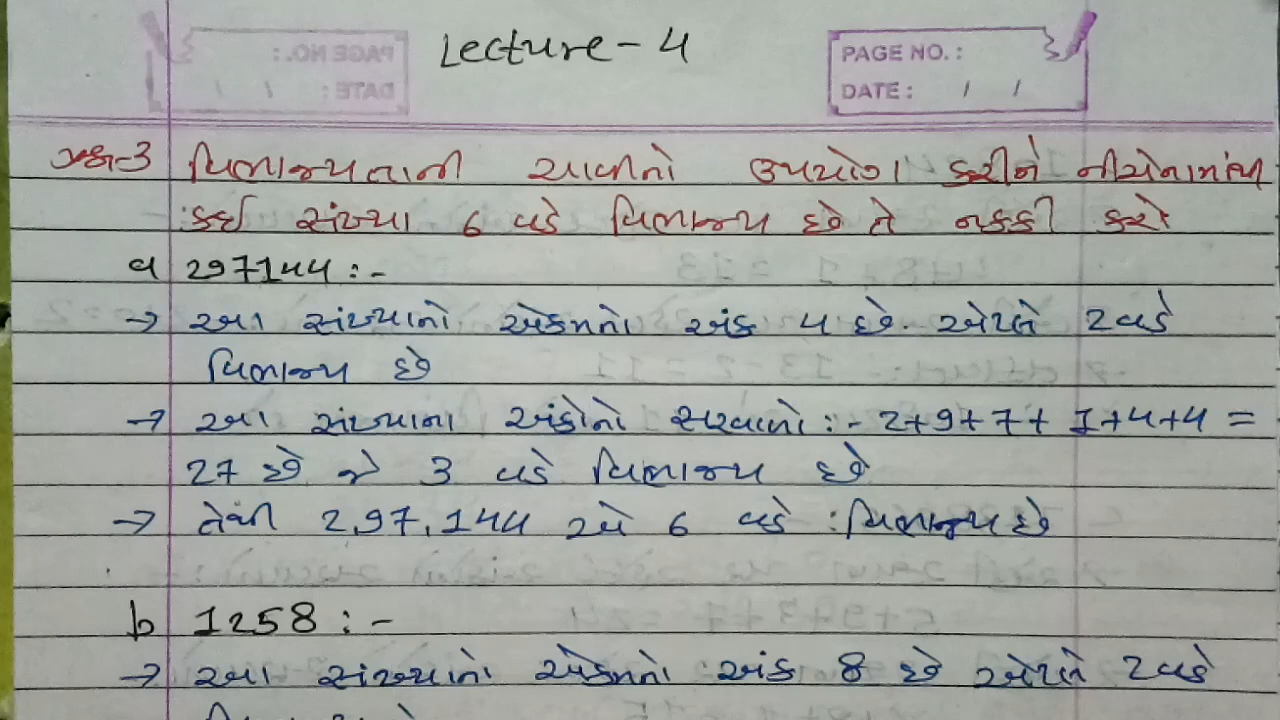 Lecture - 4
PAGE NO. :
DATE : / /
પ્રશ્ન-3 વિભાજ્યતાની ચાવીનો ઉપયોગ કરીને નીચેનામાંથી
કઈ સંખ્યા 6 વડે વિભાજ્ય છે તે નક્કી કરો
a 297144 : -
→ આ સંખ્યાનો એકમનો અંક 4 છે. એટલે 2 વડે
વિભાજ્ય છે
→ આ સંખ્યાના અંકોનો સરવાળો : - 2+9+7+1+4+4 =
27 છે જે 3 વડે વિભાજ્ય છે
→ તેથી 297,144 એ 6 વડે વિભાજ્ય છે
b 1258 : -
→ આ સંખ્યાનો એકમનો અંક 8 છે એટલે 2 વડે